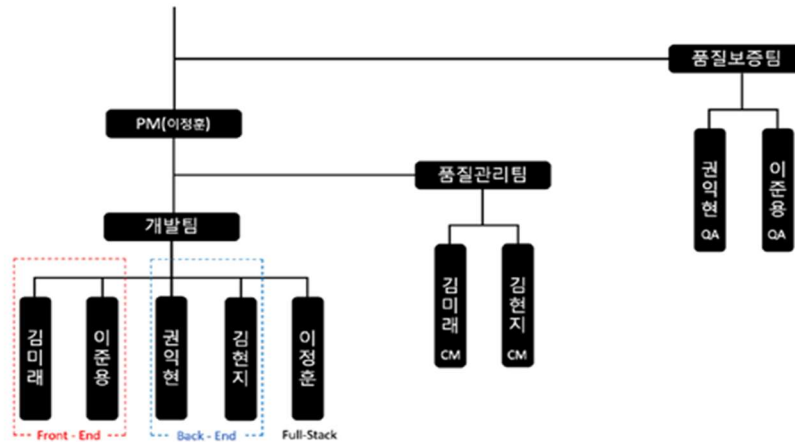 품질보증팀
PM(이정훈)
권익현
QA
이준용
QA
품질관리팀
개발팀
김미래
CM
김현지
CM
김미래
이준용
권익현
김현지
이정훈
Front - End
Back - End
Full-Stack